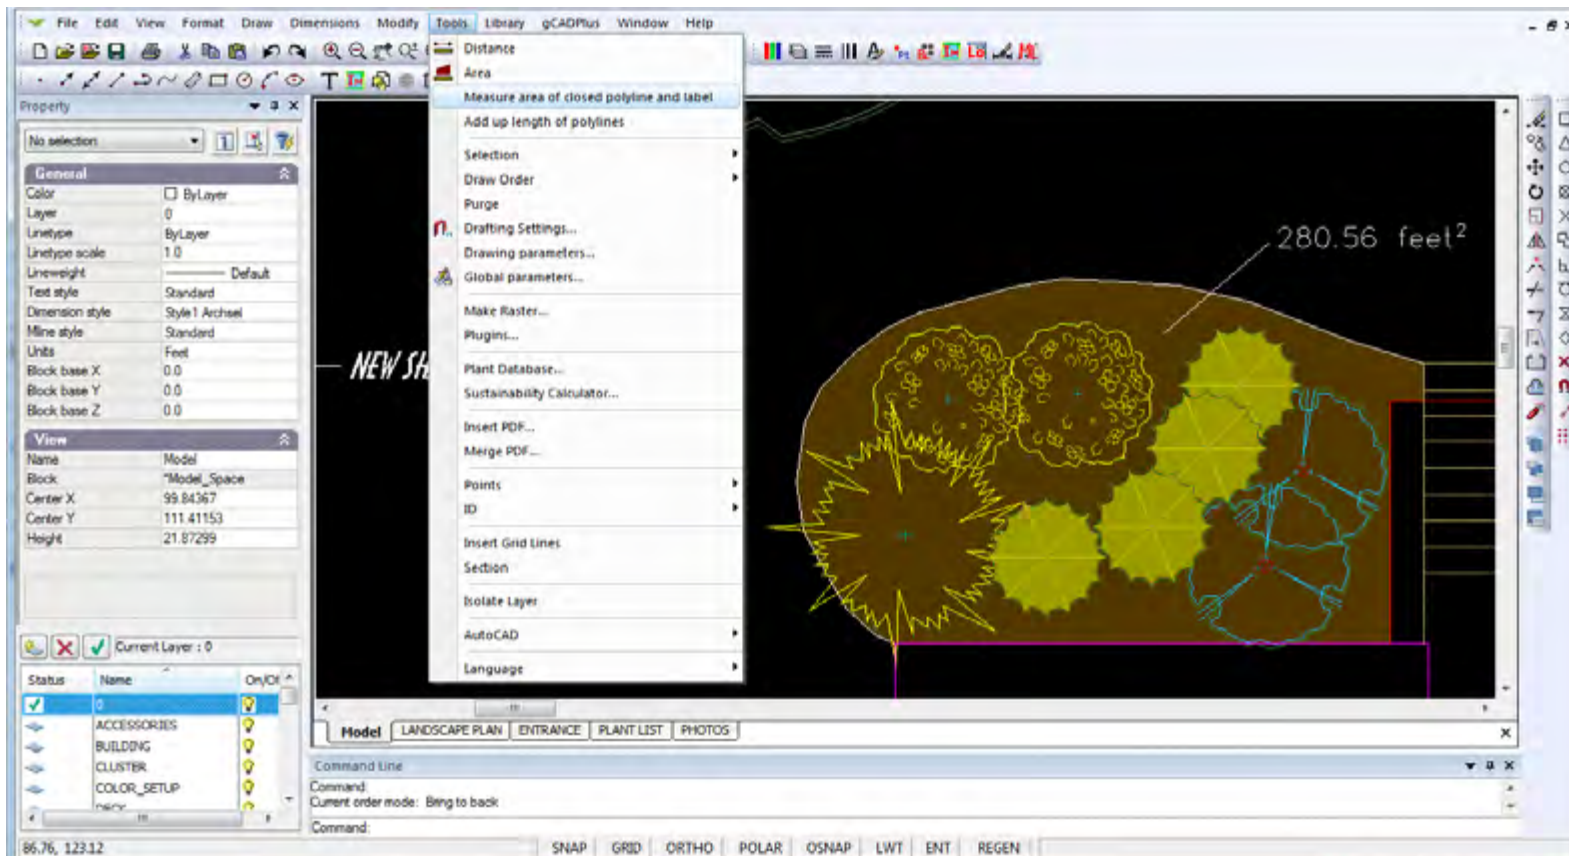 File Edit View Format Draw Dimensions Modify Tools Library gCADPlus Window Help
Property
No selection
General
Color ByLayer
Layer 0
Linetype ByLayer
Linetype scale 1.0
Lineweight Default
Text style Standard
Dimension style Style1 Archsel
Mline style Standard
Units Feet
Block base X 0.0
Block base Y 0.0
Block base Z 0.0
View
Name Model
Block *Model_Space
Center X 99.84367
Center Y 111.41153
Height 21.87299
Current Layer : 0
Status Name On/Of
0
ACCESSORIES
BUILDING
CLUSTER
COLOR_SETUP
DECK
86.76, 123.12
Distance
Area
Measure area of closed polyline and label
Add up length of polylines
Selection
Draw Order
Purge
Drafting Settings...
Drawing parameters...
Global parameters...
Make Raster...
Plugins...
Plant Database...
Sustainability Calculator...
Insert PDF...
Merge PDF...
Points
ID
Insert Grid Lines
Section
Isolate Layer
AutoCAD
Language
NEW SH
280.56 feet²
Model LANDSCAPE PLAN ENTRANCE PLANT LIST PHOTOS
Command Line
Command:
Current order mode: Bring to back
Command:
SNAP GRID ORTHO POLAR OSNAP LWT ENT REGEN